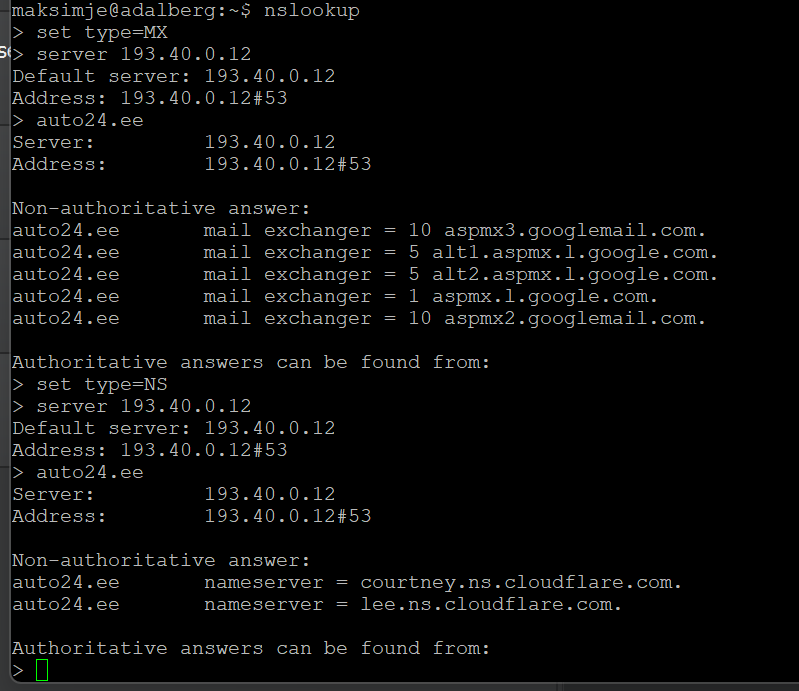 maksimje@adalberg:~$ nslookup
> set type=MX
> server 193.40.0.12
Default server: 193.40.0.12
Address: 193.40.0.12#53
> auto24.ee
Server:         193.40.0.12
Address:        193.40.0.12#53

Non-authoritative answer:
auto24.ee       mail exchanger = 10 aspmx3.googlemail.com.
auto24.ee       mail exchanger = 5 alt1.aspmx.l.google.com.
auto24.ee       mail exchanger = 5 alt2.aspmx.l.google.com.
auto24.ee       mail exchanger = 1 aspmx.l.google.com.
auto24.ee       mail exchanger = 10 aspmx2.googlemail.com.

Authoritative answers can be found from:
> set type=NS
> server 193.40.0.12
Default server: 193.40.0.12
Address: 193.40.0.12#53
> auto24.ee
Server:         193.40.0.12
Address:        193.40.0.12#53

Non-authoritative answer:
auto24.ee       nameserver = courtney.ns.cloudflare.com.
auto24.ee       nameserver = lee.ns.cloudflare.com.

Authoritative answers can be found from:
>